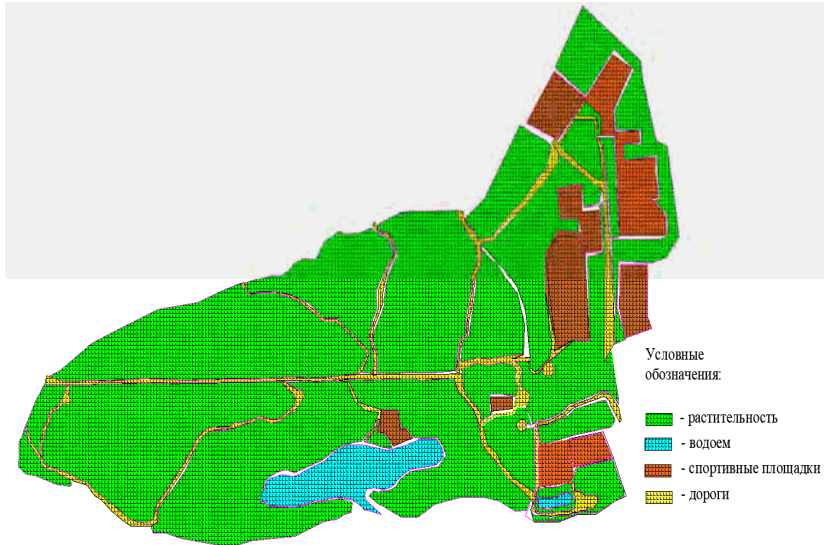 Условные
обозначения:
- растительность
- водоем
- спортивные площадки
- дороги